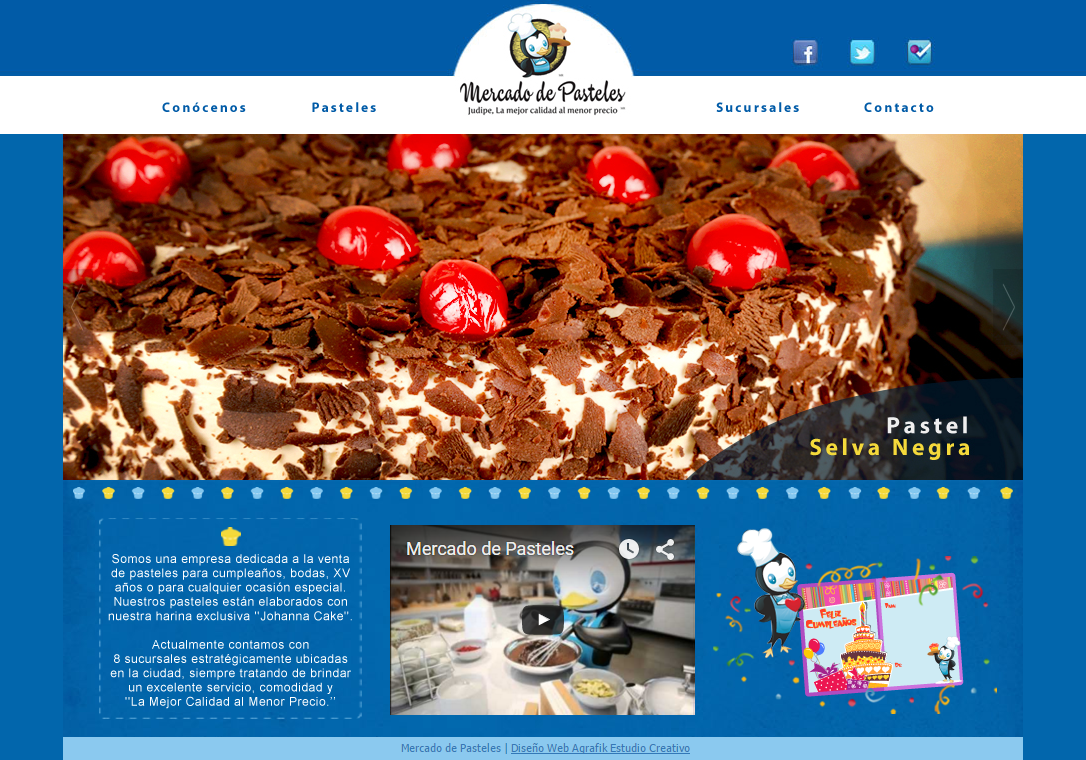 Mercado de Pasteles
Judipe, La mejor calidad al menor precio
Conócenos
Pasteles
Sucursales
Contacto
Pastel
Selva Negra
Somos una empresa dedicada a la venta
de pasteles para cumpleaños, bodas, XV
años o para cualquier ocasión especial.
Nuestros pasteles están elaborados con
nuestra harina exclusiva "Johanna Cake".
Actualmente contamos con
8 sucursales estratégicamente ubicadas
en la ciudad, siempre tratando de brindar
un excelente servicio, comodidad y
"La Mejor Calidad al Menor Precio."
Mercado de Pasteles
Feliz
Cumpleaños
Para:
De:
Mercado de Pasteles | Diseño Web Agrafik Estudio Creativo